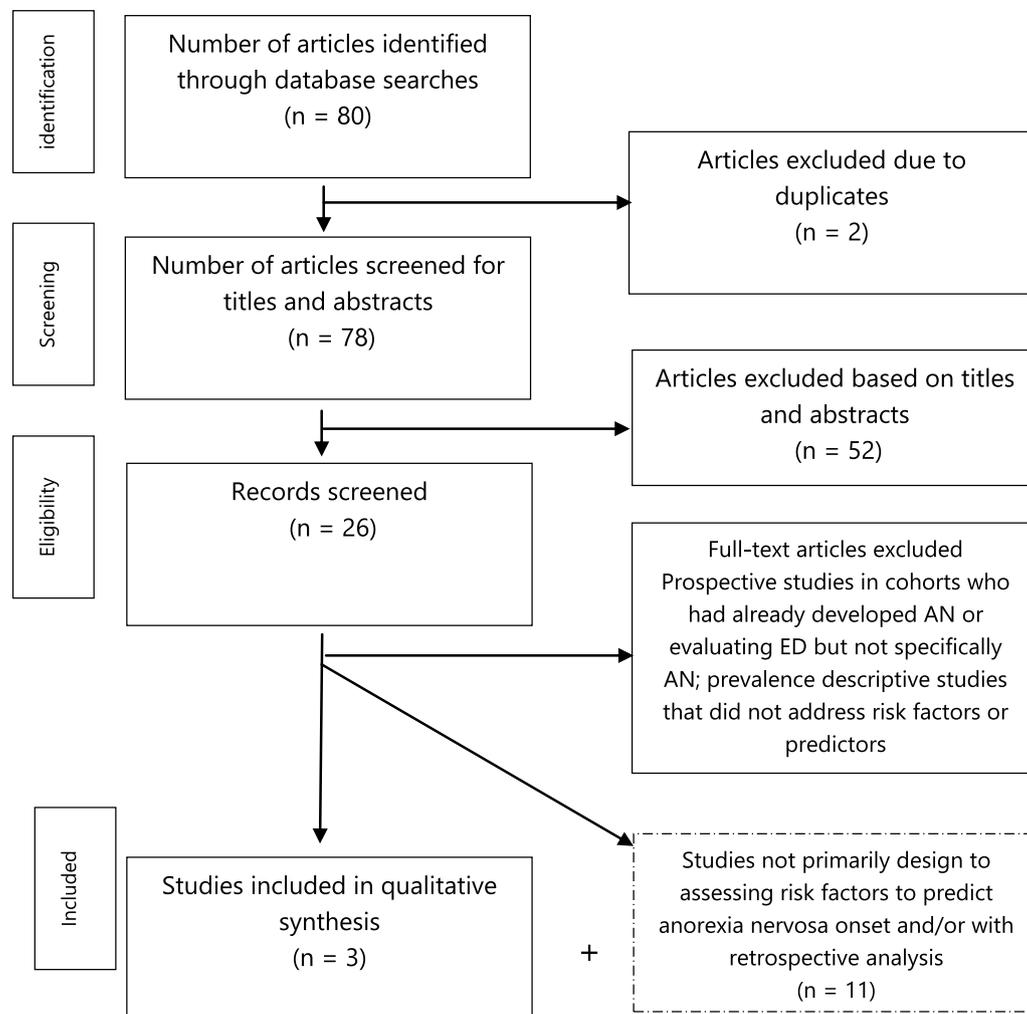 identification
Number of articles identified
through database searches
(n = 80)
Articles excluded due to
duplicates
(n = 2)
Screening
Number of articles screened for
titles and abstracts
(n = 78)
Articles excluded based on titles
and abstracts
(n = 52)
Eligibility
Records screened
(n = 26)
Full-text articles excluded
Prospective studies in cohorts who
had already developed AN or
evaluating ED but not specifically
AN; prevalence descriptive studies
that did not address risk factors or
predictors
Included
Studies included in qualitative
synthesis
(n = 3)
+
Studies not primarily design to
assessing risk factors to predict
anorexia nervosa onset and/or with
retrospective analysis
(n = 11)